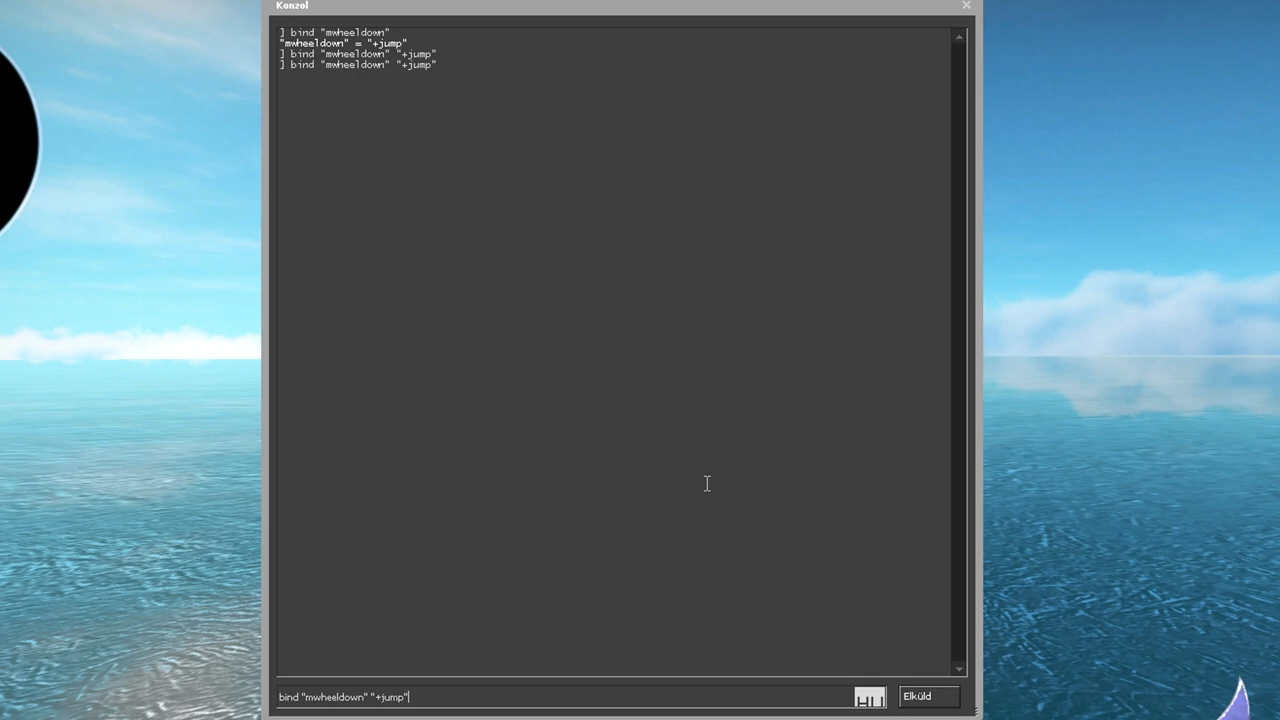 Konzol
] bind "mwheeldown"
"mwheeldown" = "+jump"
] bind "mwheeldown" "+jump"
] bind "mwheeldown" "+jump"
bind "mwheeldown" "+jump"
HU
Elküld